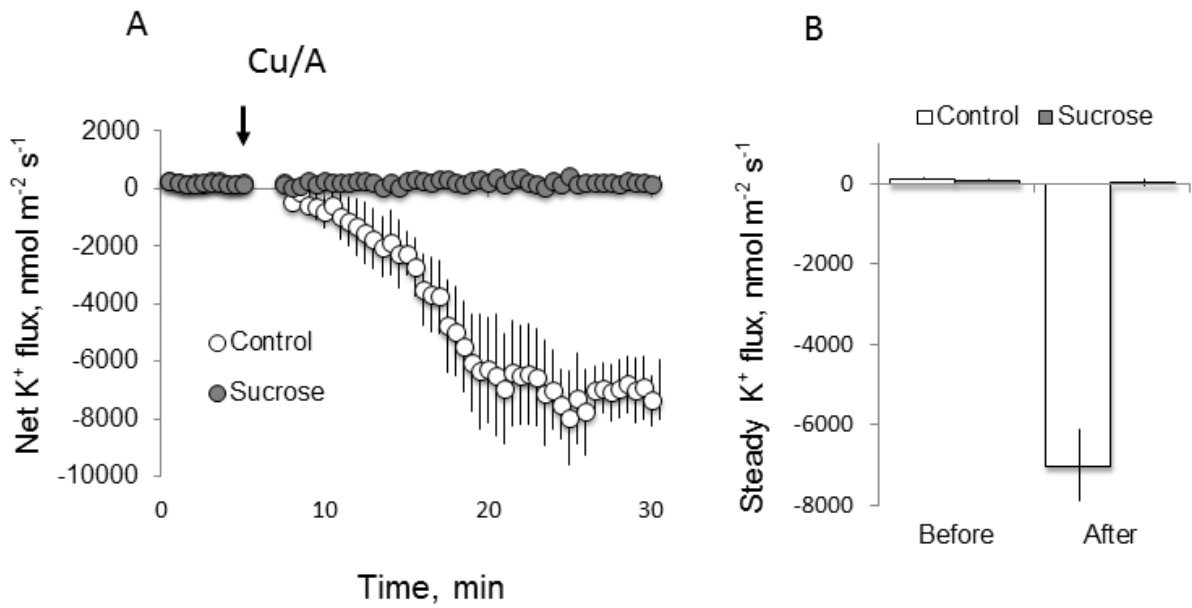 A
Cu/A
Net K⁺ flux, nmol m⁻² s⁻¹
2000
0
-2000
-4000
-6000
-8000
-10000
Control
Sucrose
0 10 20 30
Time, min
B
Control Sucrose
Steady K⁺ flux, nmol m⁻² s⁻¹
0
-2000
-4000
-6000
-8000
Before After